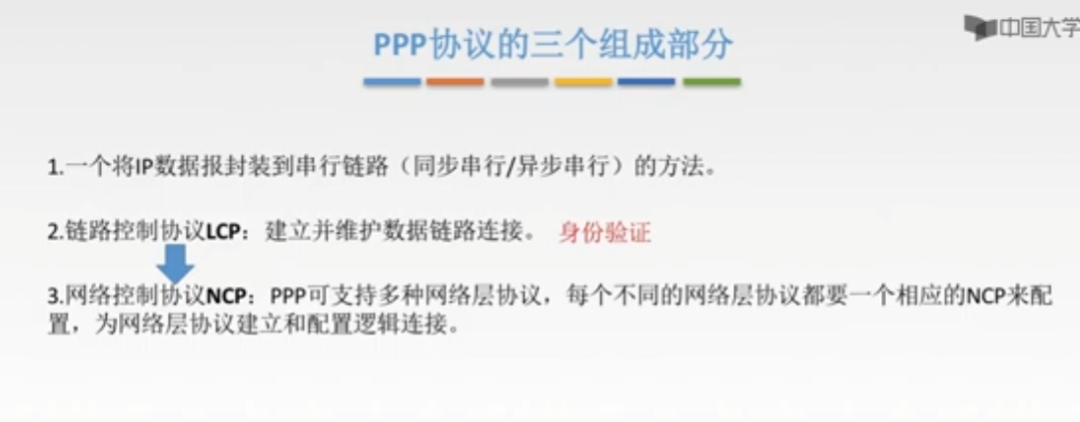 中国大学
PPP协议的三个组成部分
1.一个将IP数据报封装到串行链路（同步串行/异步串行）的方法。
2.链路控制协议LCP：建立并维护数据链路连接。 身份验证
3.网络控制协议NCP：PPP可支持多种网络层协议，每个不同的网络层协议都要一个相应的NCP来配
置，为网络层协议建立和配置逻辑连接。